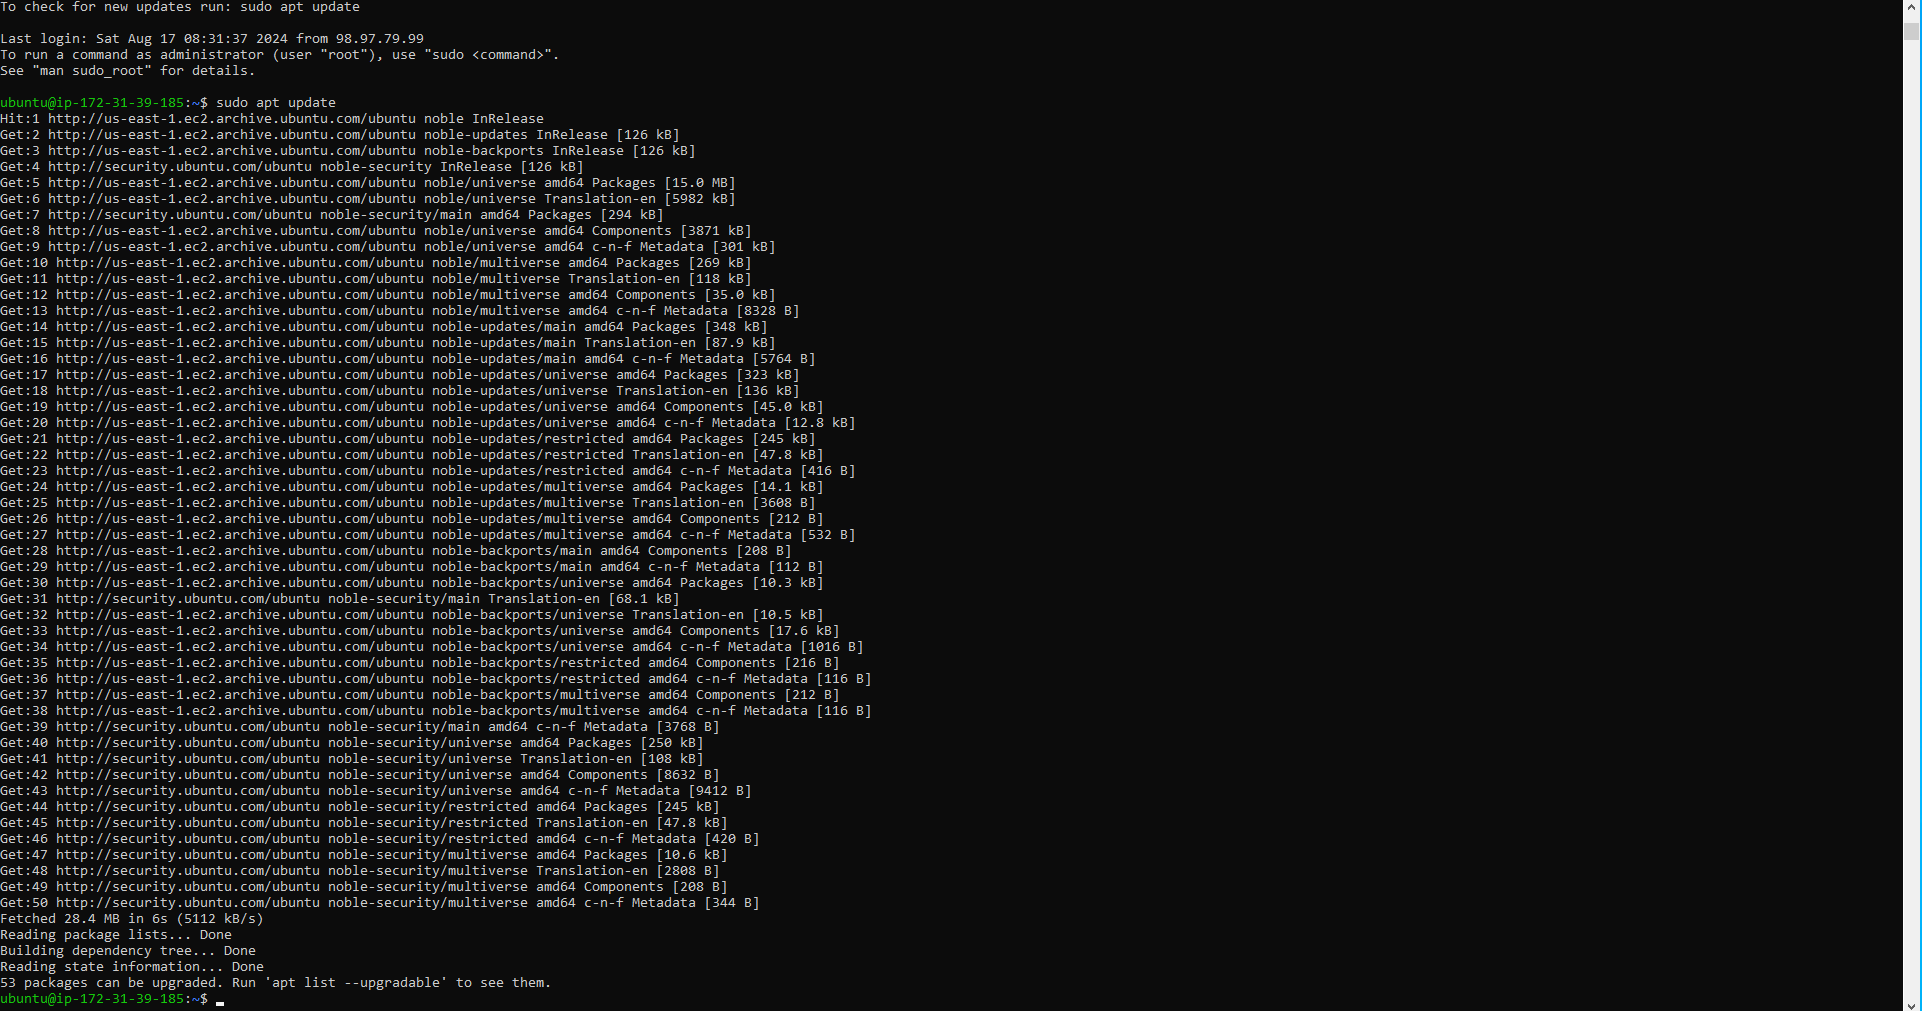 To check for new updates run: sudo apt update
Last login: Sat Aug 17 08:31:37 2024 from 98.97.79.99
To run a command as administrator (user "root"), use "sudo <command>".
See "man sudo_root" for details.
ubuntu@ip-172-31-39-185:~$ sudo apt update
Hit:1 http://us-east-1.ec2.archive.ubuntu.com/ubuntu noble InRelease
Get:2 http://us-east-1.ec2.archive.ubuntu.com/ubuntu noble-updates InRelease [126 kB]
Get:3 http://us-east-1.ec2.archive.ubuntu.com/ubuntu noble-backports InRelease [126 kB]
Get:4 http://security.ubuntu.com/ubuntu noble-security InRelease [126 kB]
Get:5 http://us-east-1.ec2.archive.ubuntu.com/ubuntu noble/universe amd64 Packages [15.0 MB]
Get:6 http://us-east-1.ec2.archive.ubuntu.com/ubuntu noble/universe Translation-en [5982 kB]
Get:7 http://security.ubuntu.com/ubuntu noble-security/main amd64 Packages [294 kB]
Get:8 http://us-east-1.ec2.archive.ubuntu.com/ubuntu noble/universe amd64 Components [3871 kB]
Get:9 http://us-east-1.ec2.archive.ubuntu.com/ubuntu noble/universe amd64 c-n-f Metadata [301 kB]
Get:10 http://us-east-1.ec2.archive.ubuntu.com/ubuntu noble/multiverse amd64 Packages [269 kB]
Get:11 http://us-east-1.ec2.archive.ubuntu.com/ubuntu noble/multiverse Translation-en [118 kB]
Get:12 http://us-east-1.ec2.archive.ubuntu.com/ubuntu noble/multiverse amd64 Components [35.0 kB]
Get:13 http://us-east-1.ec2.archive.ubuntu.com/ubuntu noble/multiverse amd64 c-n-f Metadata [8328 B]
Get:14 http://us-east-1.ec2.archive.ubuntu.com/ubuntu noble-updates/main amd64 Packages [348 kB]
Get:15 http://us-east-1.ec2.archive.ubuntu.com/ubuntu noble-updates/main Translation-en [87.9 kB]
Get:16 http://us-east-1.ec2.archive.ubuntu.com/ubuntu noble-updates/main amd64 c-n-f Metadata [5764 B]
Get:17 http://us-east-1.ec2.archive.ubuntu.com/ubuntu noble-updates/universe amd64 Packages [323 kB]
Get:18 http://us-east-1.ec2.archive.ubuntu.com/ubuntu noble-updates/universe Translation-en [136 kB]
Get:19 http://us-east-1.ec2.archive.ubuntu.com/ubuntu noble-updates/universe amd64 Components [45.0 kB]
Get:20 http://us-east-1.ec2.archive.ubuntu.com/ubuntu noble-updates/universe amd64 c-n-f Metadata [12.8 kB]
Get:21 http://us-east-1.ec2.archive.ubuntu.com/ubuntu noble-updates/restricted amd64 Packages [245 kB]
Get:22 http://us-east-1.ec2.archive.ubuntu.com/ubuntu noble-updates/restricted Translation-en [47.8 kB]
Get:23 http://us-east-1.ec2.archive.ubuntu.com/ubuntu noble-updates/restricted amd64 c-n-f Metadata [416 B]
Get:24 http://us-east-1.ec2.archive.ubuntu.com/ubuntu noble-updates/multiverse amd64 Packages [14.1 kB]
Get:25 http://us-east-1.ec2.archive.ubuntu.com/ubuntu noble-updates/multiverse Translation-en [3608 B]
Get:26 http://us-east-1.ec2.archive.ubuntu.com/ubuntu noble-updates/multiverse amd64 Components [212 B]
Get:27 http://us-east-1.ec2.archive.ubuntu.com/ubuntu noble-updates/multiverse amd64 c-n-f Metadata [532 B]
Get:28 http://us-east-1.ec2.archive.ubuntu.com/ubuntu noble-backports/main amd64 Components [208 B]
Get:29 http://us-east-1.ec2.archive.ubuntu.com/ubuntu noble-backports/main amd64 c-n-f Metadata [112 B]
Get:30 http://us-east-1.ec2.archive.ubuntu.com/ubuntu noble-backports/universe amd64 Packages [10.3 kB]
Get:31 http://security.ubuntu.com/ubuntu noble-security/main Translation-en [68.1 kB]
Get:32 http://us-east-1.ec2.archive.ubuntu.com/ubuntu noble-backports/universe Translation-en [10.5 kB]
Get:33 http://us-east-1.ec2.archive.ubuntu.com/ubuntu noble-backports/universe amd64 Components [17.6 kB]
Get:34 http://us-east-1.ec2.archive.ubuntu.com/ubuntu noble-backports/universe amd64 c-n-f Metadata [1016 B]
Get:35 http://us-east-1.ec2.archive.ubuntu.com/ubuntu noble-backports/restricted amd64 Components [216 B]
Get:36 http://us-east-1.ec2.archive.ubuntu.com/ubuntu noble-backports/restricted amd64 c-n-f Metadata [116 B]
Get:37 http://us-east-1.ec2.archive.ubuntu.com/ubuntu noble-backports/multiverse amd64 Components [212 B]
Get:38 http://us-east-1.ec2.archive.ubuntu.com/ubuntu noble-backports/multiverse amd64 c-n-f Metadata [116 B]
Get:39 http://security.ubuntu.com/ubuntu noble-security/main amd64 c-n-f Metadata [3768 B]
Get:40 http://security.ubuntu.com/ubuntu noble-security/universe amd64 Packages [250 kB]
Get:41 http://security.ubuntu.com/ubuntu noble-security/universe Translation-en [108 kB]
Get:42 http://security.ubuntu.com/ubuntu noble-security/universe amd64 Components [8632 B]
Get:43 http://security.ubuntu.com/ubuntu noble-security/universe amd64 c-n-f Metadata [9412 B]
Get:44 http://security.ubuntu.com/ubuntu noble-security/restricted amd64 Packages [245 kB]
Get:45 http://security.ubuntu.com/ubuntu noble-security/restricted Translation-en [47.8 kB]
Get:46 http://security.ubuntu.com/ubuntu noble-security/restricted amd64 c-n-f Metadata [420 B]
Get:47 http://security.ubuntu.com/ubuntu noble-security/multiverse amd64 Packages [10.6 kB]
Get:48 http://security.ubuntu.com/ubuntu noble-security/multiverse Translation-en [2808 B]
Get:49 http://security.ubuntu.com/ubuntu noble-security/multiverse amd64 Components [208 B]
Get:50 http://security.ubuntu.com/ubuntu noble-security/multiverse amd64 c-n-f Metadata [344 B]
Fetched 28.4 MB in 6s (5112 kB/s)
Reading package lists... Done
Building dependency tree... Done
Reading state information... Done
53 packages can be upgraded. Run 'apt list --upgradable' to see them.
ubuntu@ip-172-31-39-185:~$